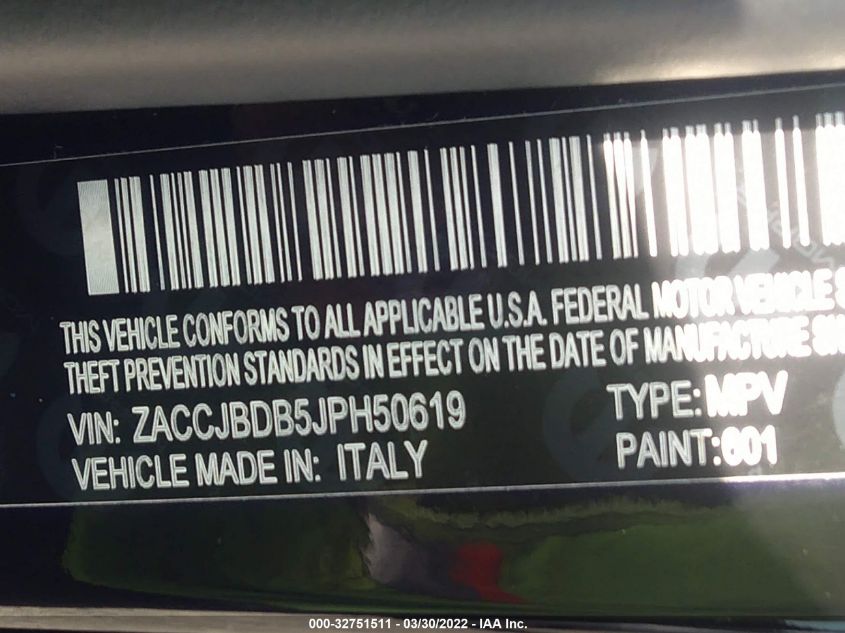 THIS VEHICLE CONFORMS TO ALL APPLICABLE U.S.A. FEDERAL MOTOR VEHICLE
THEFT PREVENTION STANDARDS IN EFFECT ON THE DATE OF MANUFACTURE
VIN: ZACCJBDB5JPH50619 TYPE: MPV
VEHICLE MADE IN: ITALY PAINT:601
000-32751511 - 03/30/2022 - IAA Inc.